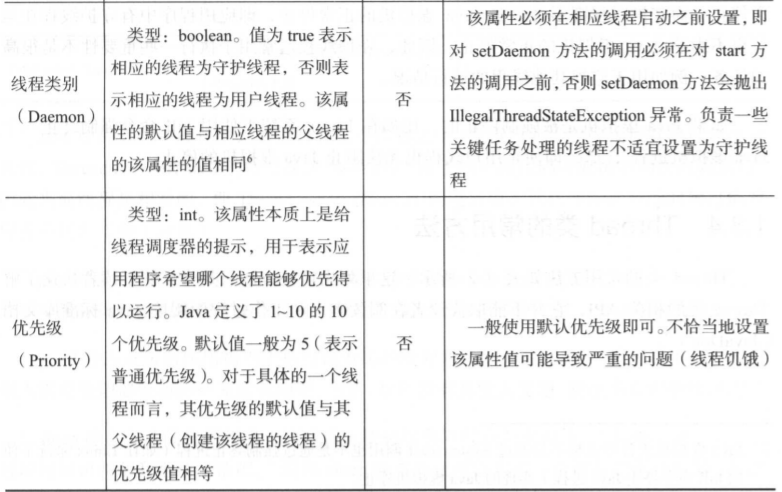 线程类别
（Daemon）
类型：boolean。值为 true 表示
相应的线程为守护线程，否则表
示相应的线程为用户线程。该属
性的默认值与相应线程的父线程
的该属性的值相同6
否
该属性必须在相应线程启动之前设置，即
对 setDaemon 方法的调用必须在对 start 方
法的调用之前，否则 setDaemon 方法会抛出
IllegalThreadStateException 异常。负责一些
关键任务处理的线程不适宜设置为守护线
程
优先级
（Priority）
类型：int。该属性本质上是给
线程调度器的提示，用于表示应
用程序希望哪个线程能够优先得
以运行。Java 定义了 1~10 的 10
个优先级。默认值一般为 5（表示
普通优先级）。对于具体的一个线
程而言，其优先级的默认值与其
父线程（创建该线程的线程）的
优先级值相等
否
一般使用默认优先级即可。不恰当地设置
该属性值可能导致严重的问题（线程饥饿）